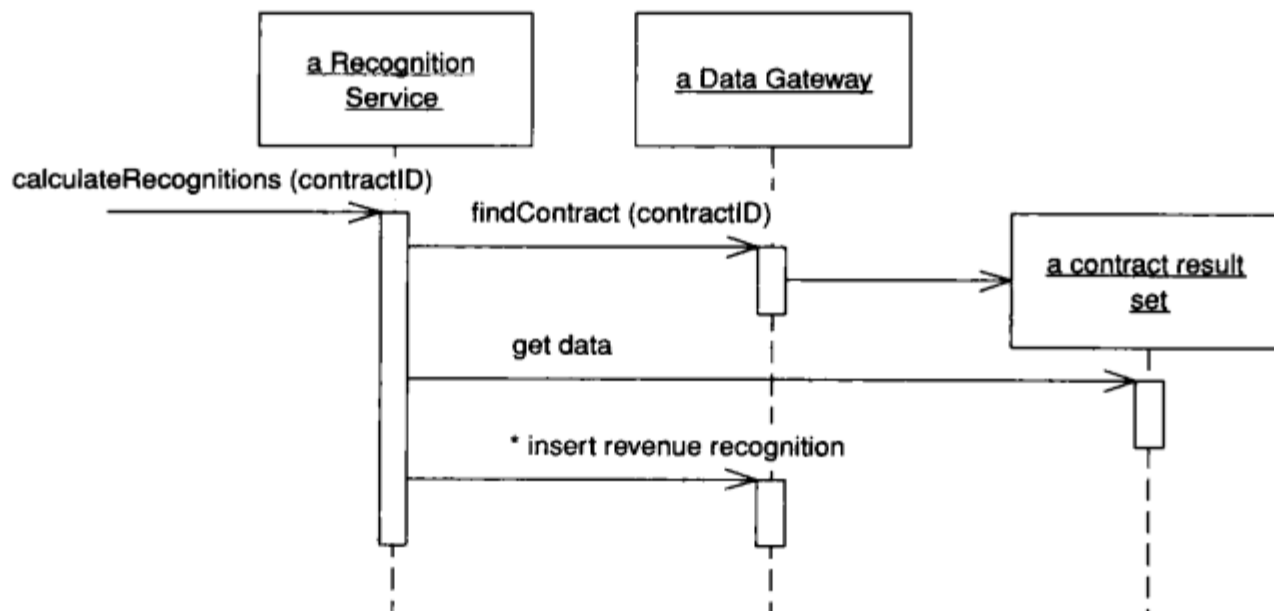 a Recognition
Service
a Data Gateway
calculateRecognitions (contractID)
findContract (contractID)
a contract result
set
get data
* insert revenue recognition